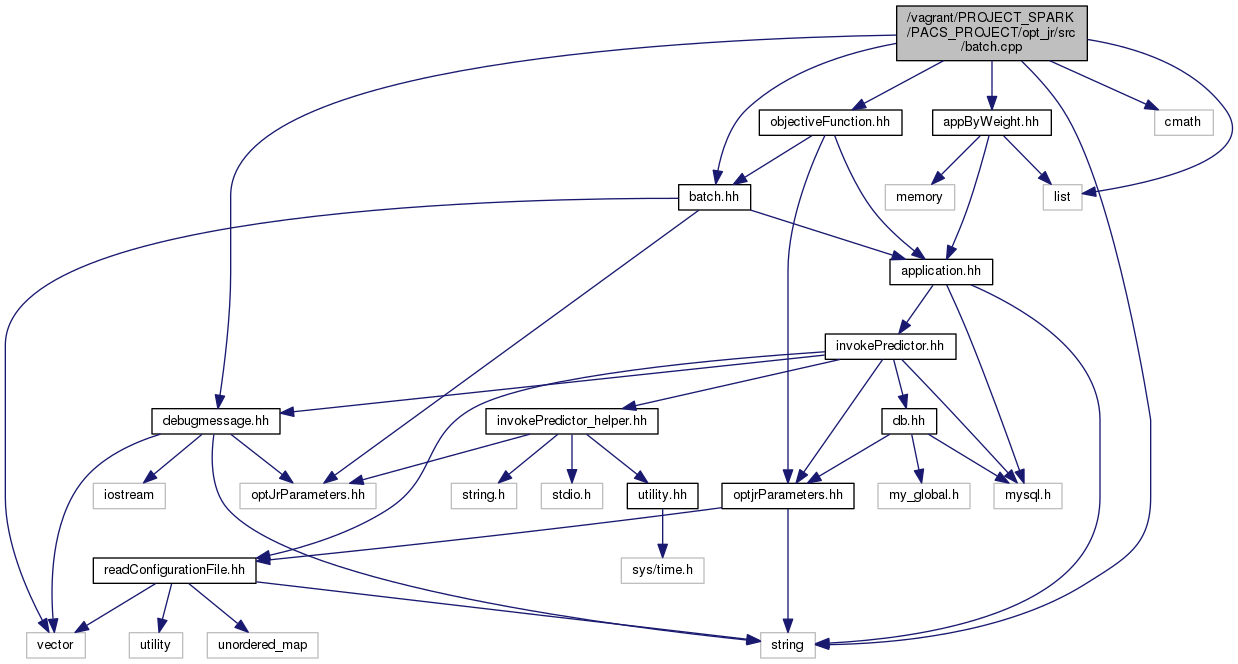 /vagrant/PROJECT_SPARK
/PACS_PROJECT/opt_jr/src
/batch.cpp
objectiveFunction.hh
appByWeight.hh
cmath
batch.hh
memory
list
application.hh
invokePredictor.hh
debugmessage.hh
invokePredictor_helper.hh
db.hh
iostream
optJrParameters.hh
string.h
stdio.h
utility.hh
optjrParameters.hh
my_global.h
mysql.h
readConfigurationFile.hh
sys/time.h
vector
utility
unordered_map
string